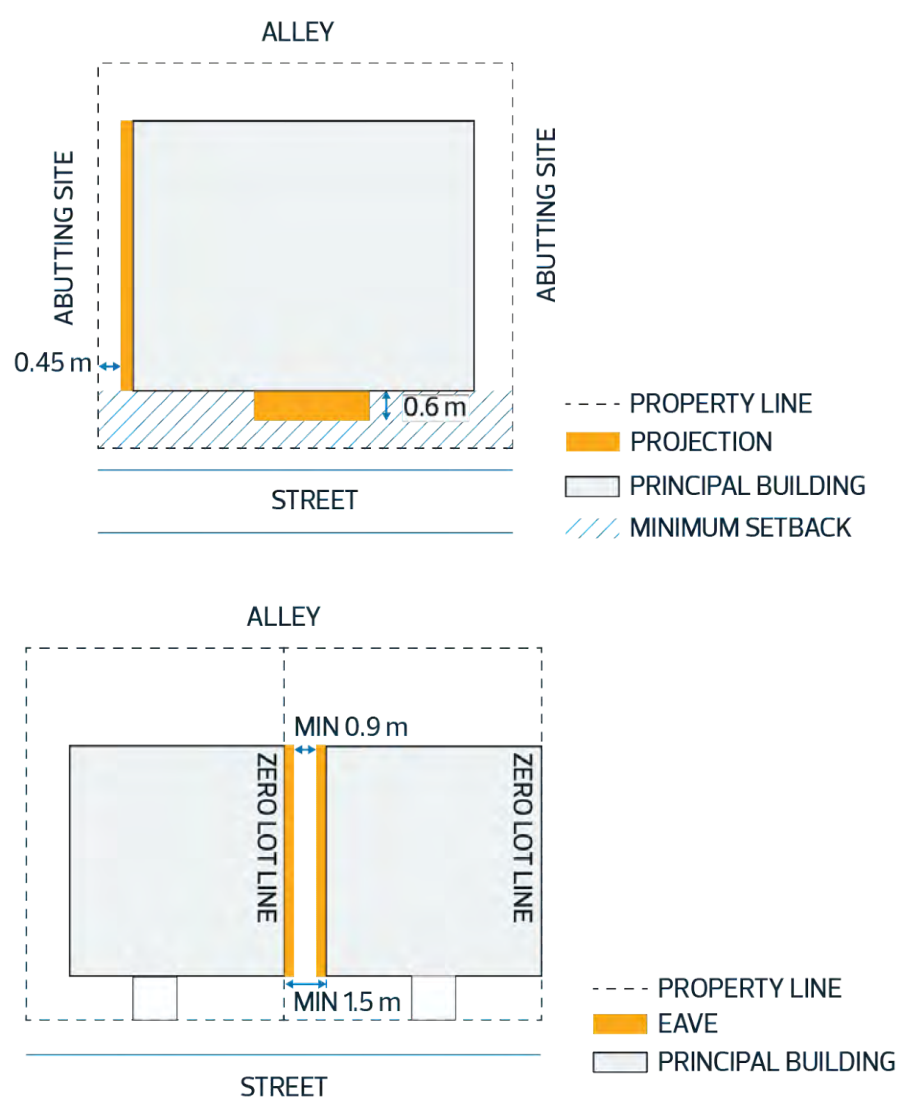 ALLEY
ABUTTING SITE
ABUTTING SITE
0.45 m
0.6 m
STREET
PROPERTY LINE
PROJECTION
PRINCIPAL BUILDING
MINIMUM SETBACK
ALLEY
MIN 0.9 m
ZERO LOT LINE
ZERO LOT LINE
MIN 1.5 m
STREET
PROPERTY LINE
EAVE
PRINCIPAL BUILDING